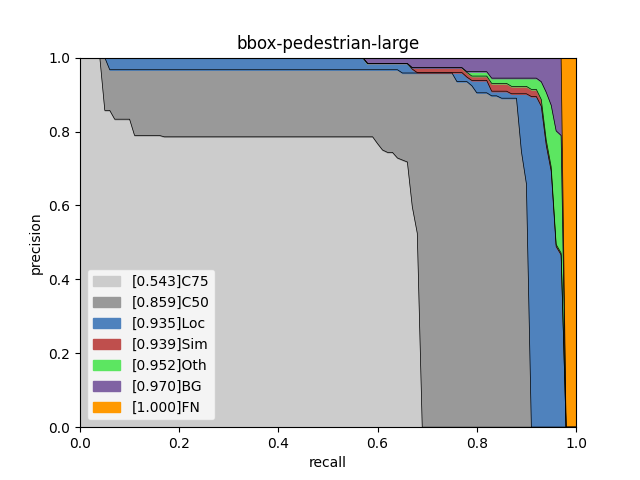 bbox-pedestrian-large
1.0
0.8
0.6
0.4
0.2
0.0
precision
[0.543]C75
[0.859]C50
[0.935]Loc
[0.939]Sim
[0.952]Oth
[0.970]BG
[1.000]FN
0.0 0.2 0.4 0.6 0.8 1.0
recall